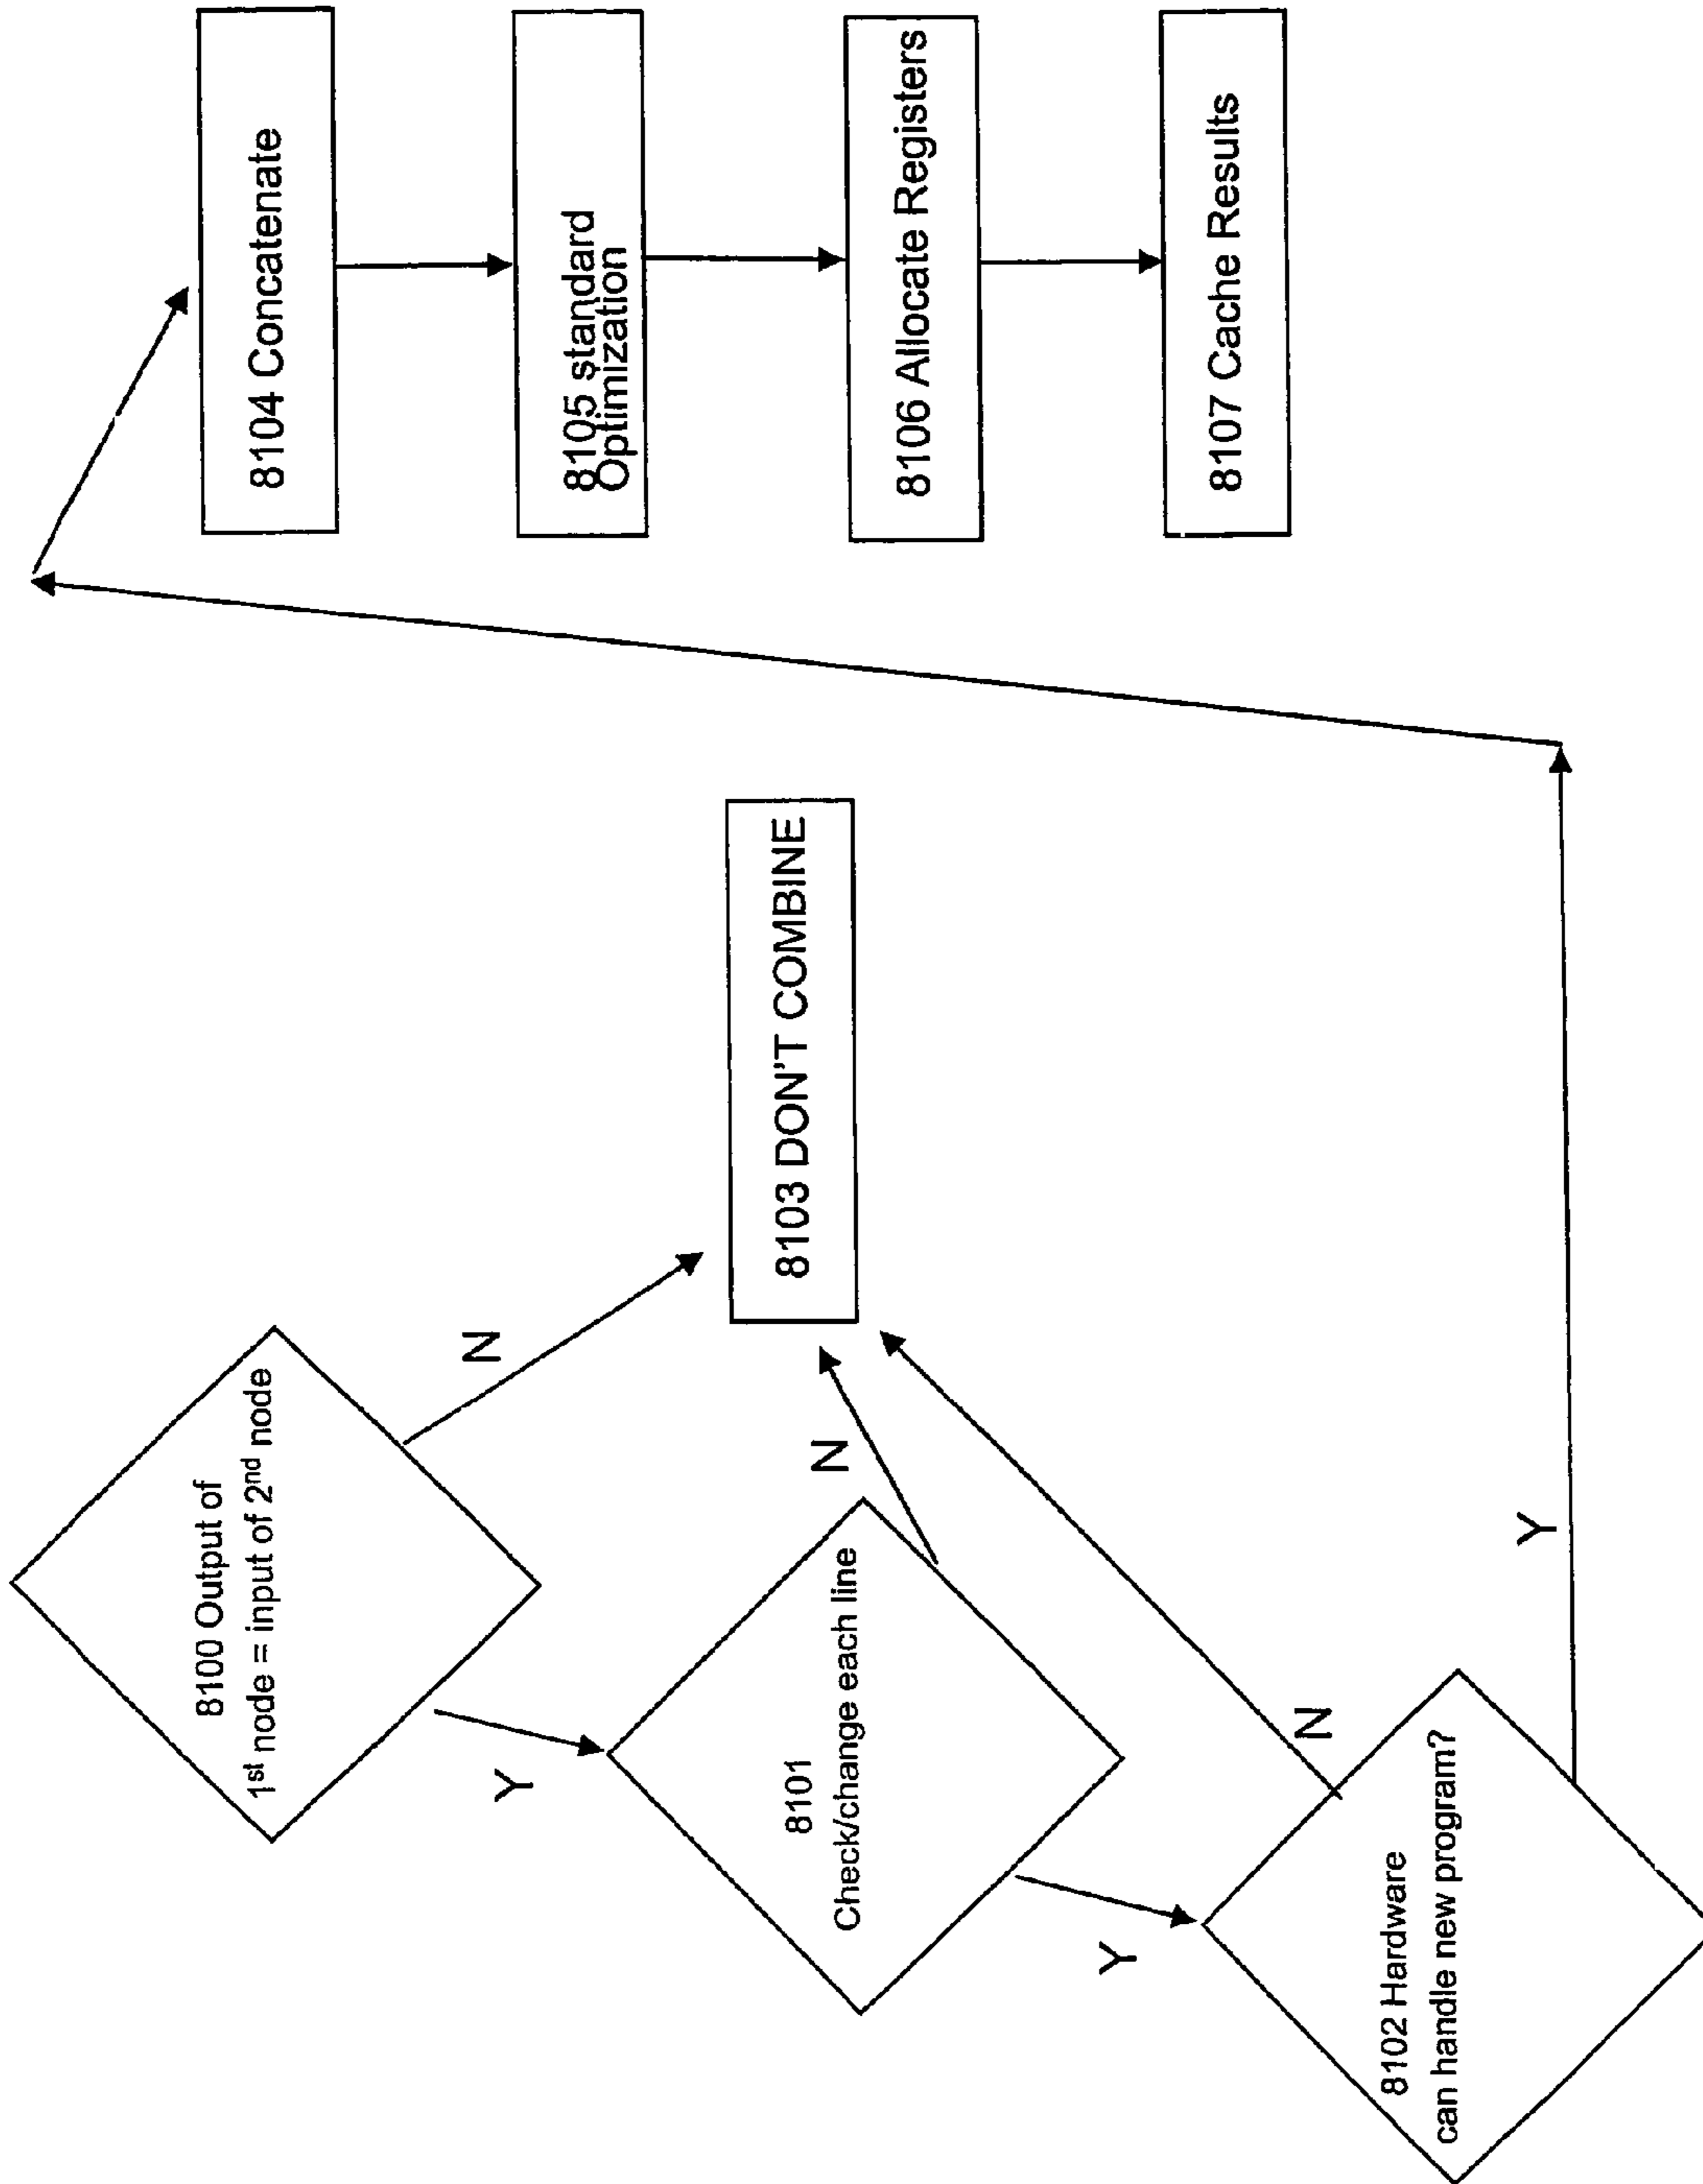 8100 Output of
1st node = input of 2nd node
N
Y
8101
Check/change each line
N
Y
8102 Hardware
can handle new program?
N
Y
8103 DON'T COMBINE
8104 Concatenate
8105 standard
Optimization
8106 Allocate Registers
8107 Cache Results